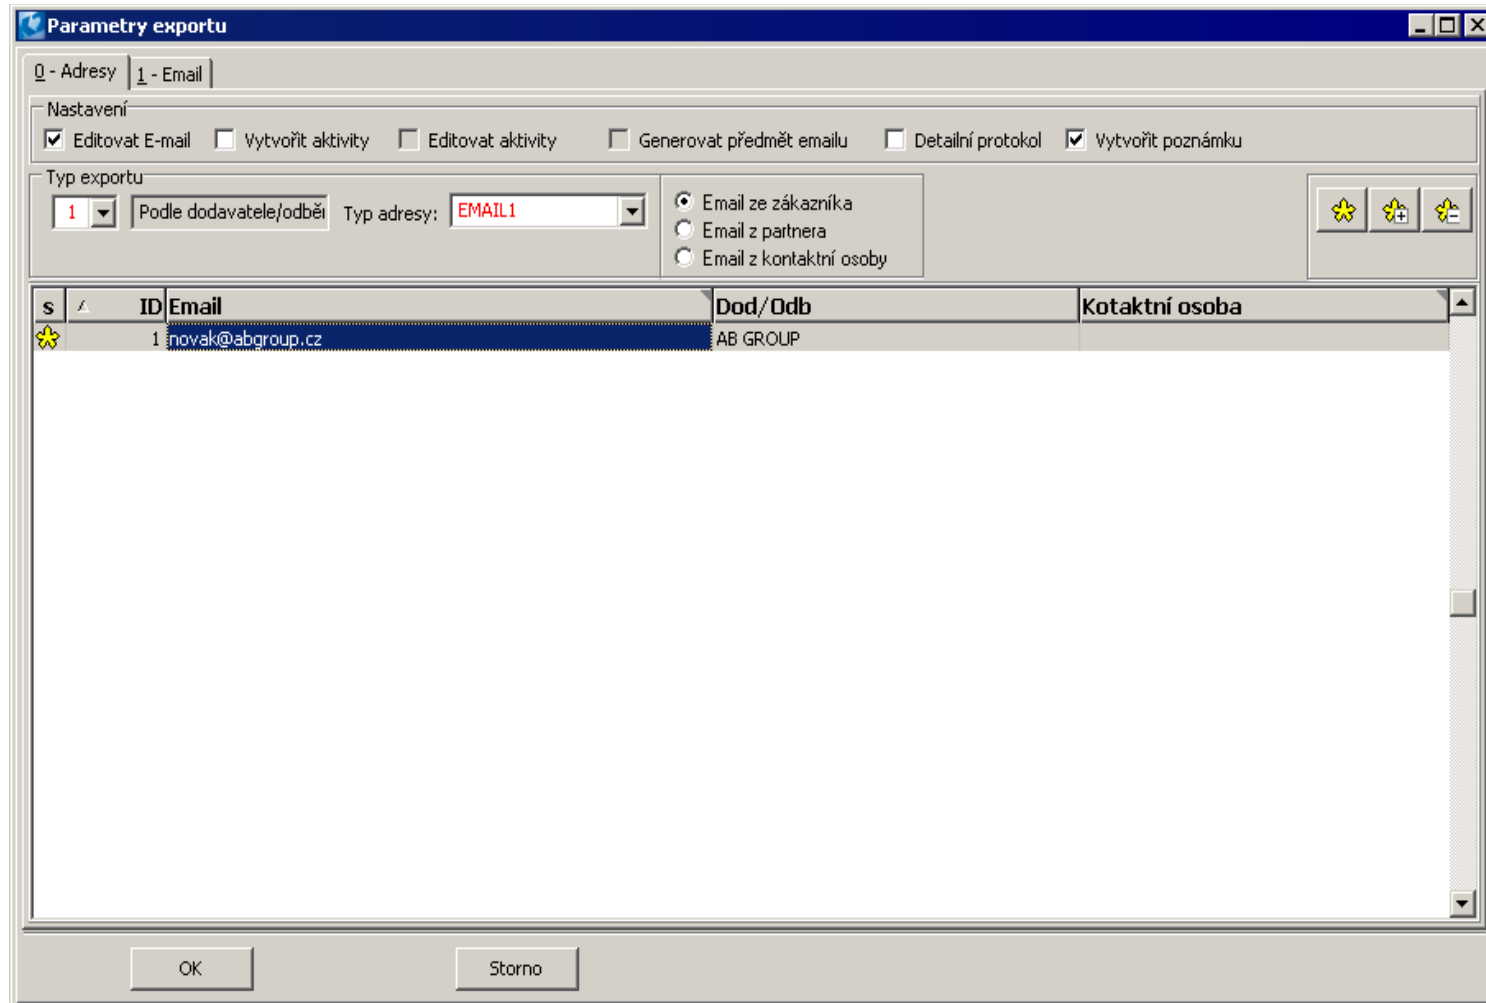 Parametry exportu
0 - Adresy 1 - Email
Nastavení
Editovat E-mail Vytvořit aktivity Editovat aktivity Generovat předmět emailu Detailní protokol Vytvořit poznámku
Typ exportu
1 Podle dodavatele/odběr Typ adresy: EMAIL1
Email ze zákazníka
Email z partnera
Email z kontaktní osoby
s ID Email Dod/Odb Kotaktní osoba
1 novak@abgroup.cz AB GROUP
OK Storno